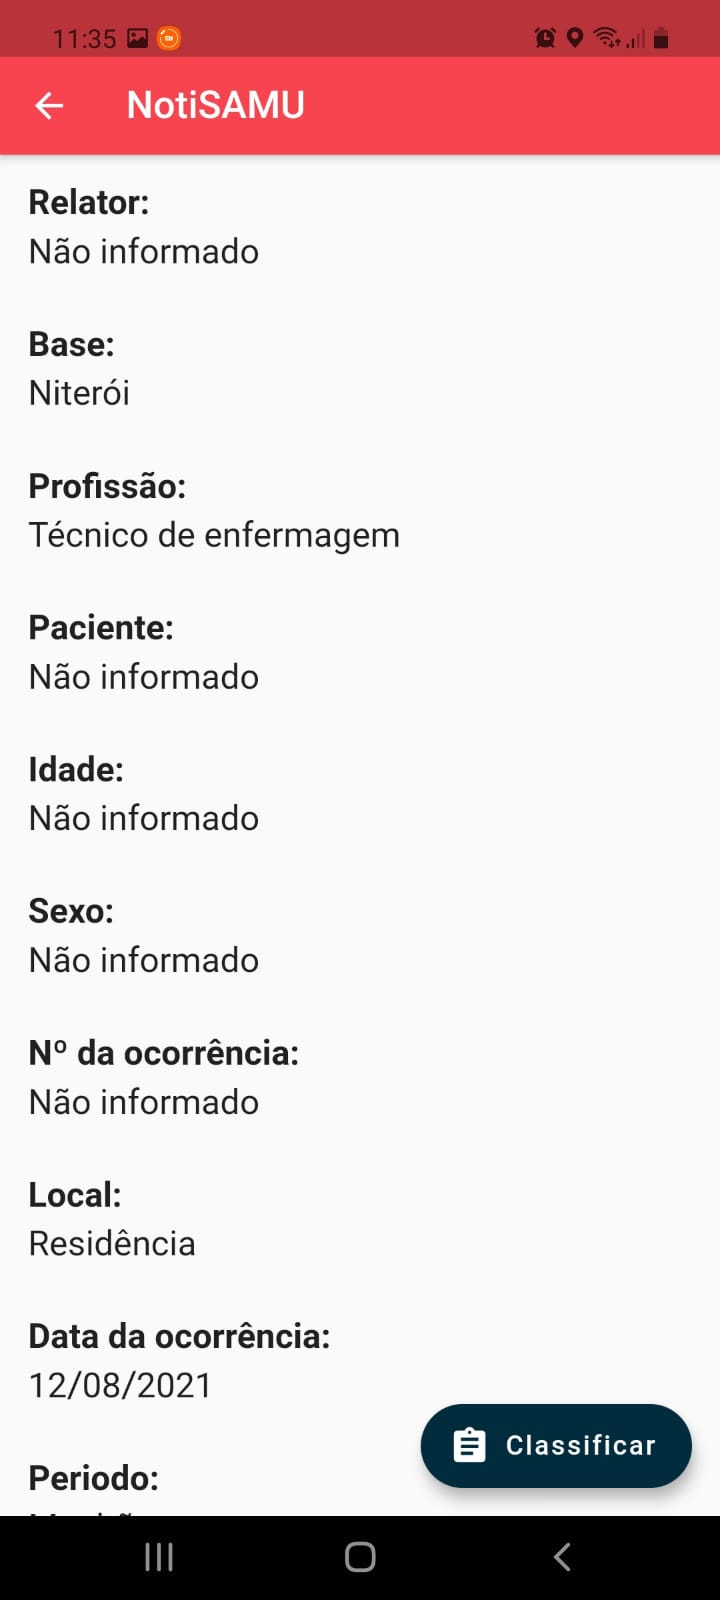 11:35
NotiSAMU
Relator:
Não informado
Base:
Niterói
Profissão:
Técnico de enfermagem
Paciente:
Não informado
Idade:
Não informado
Sexo:
Não informado
Nº da ocorrência:
Não informado
Local:
Residência
Data da ocorrência:
12/08/2021
Classificar
Periodo: